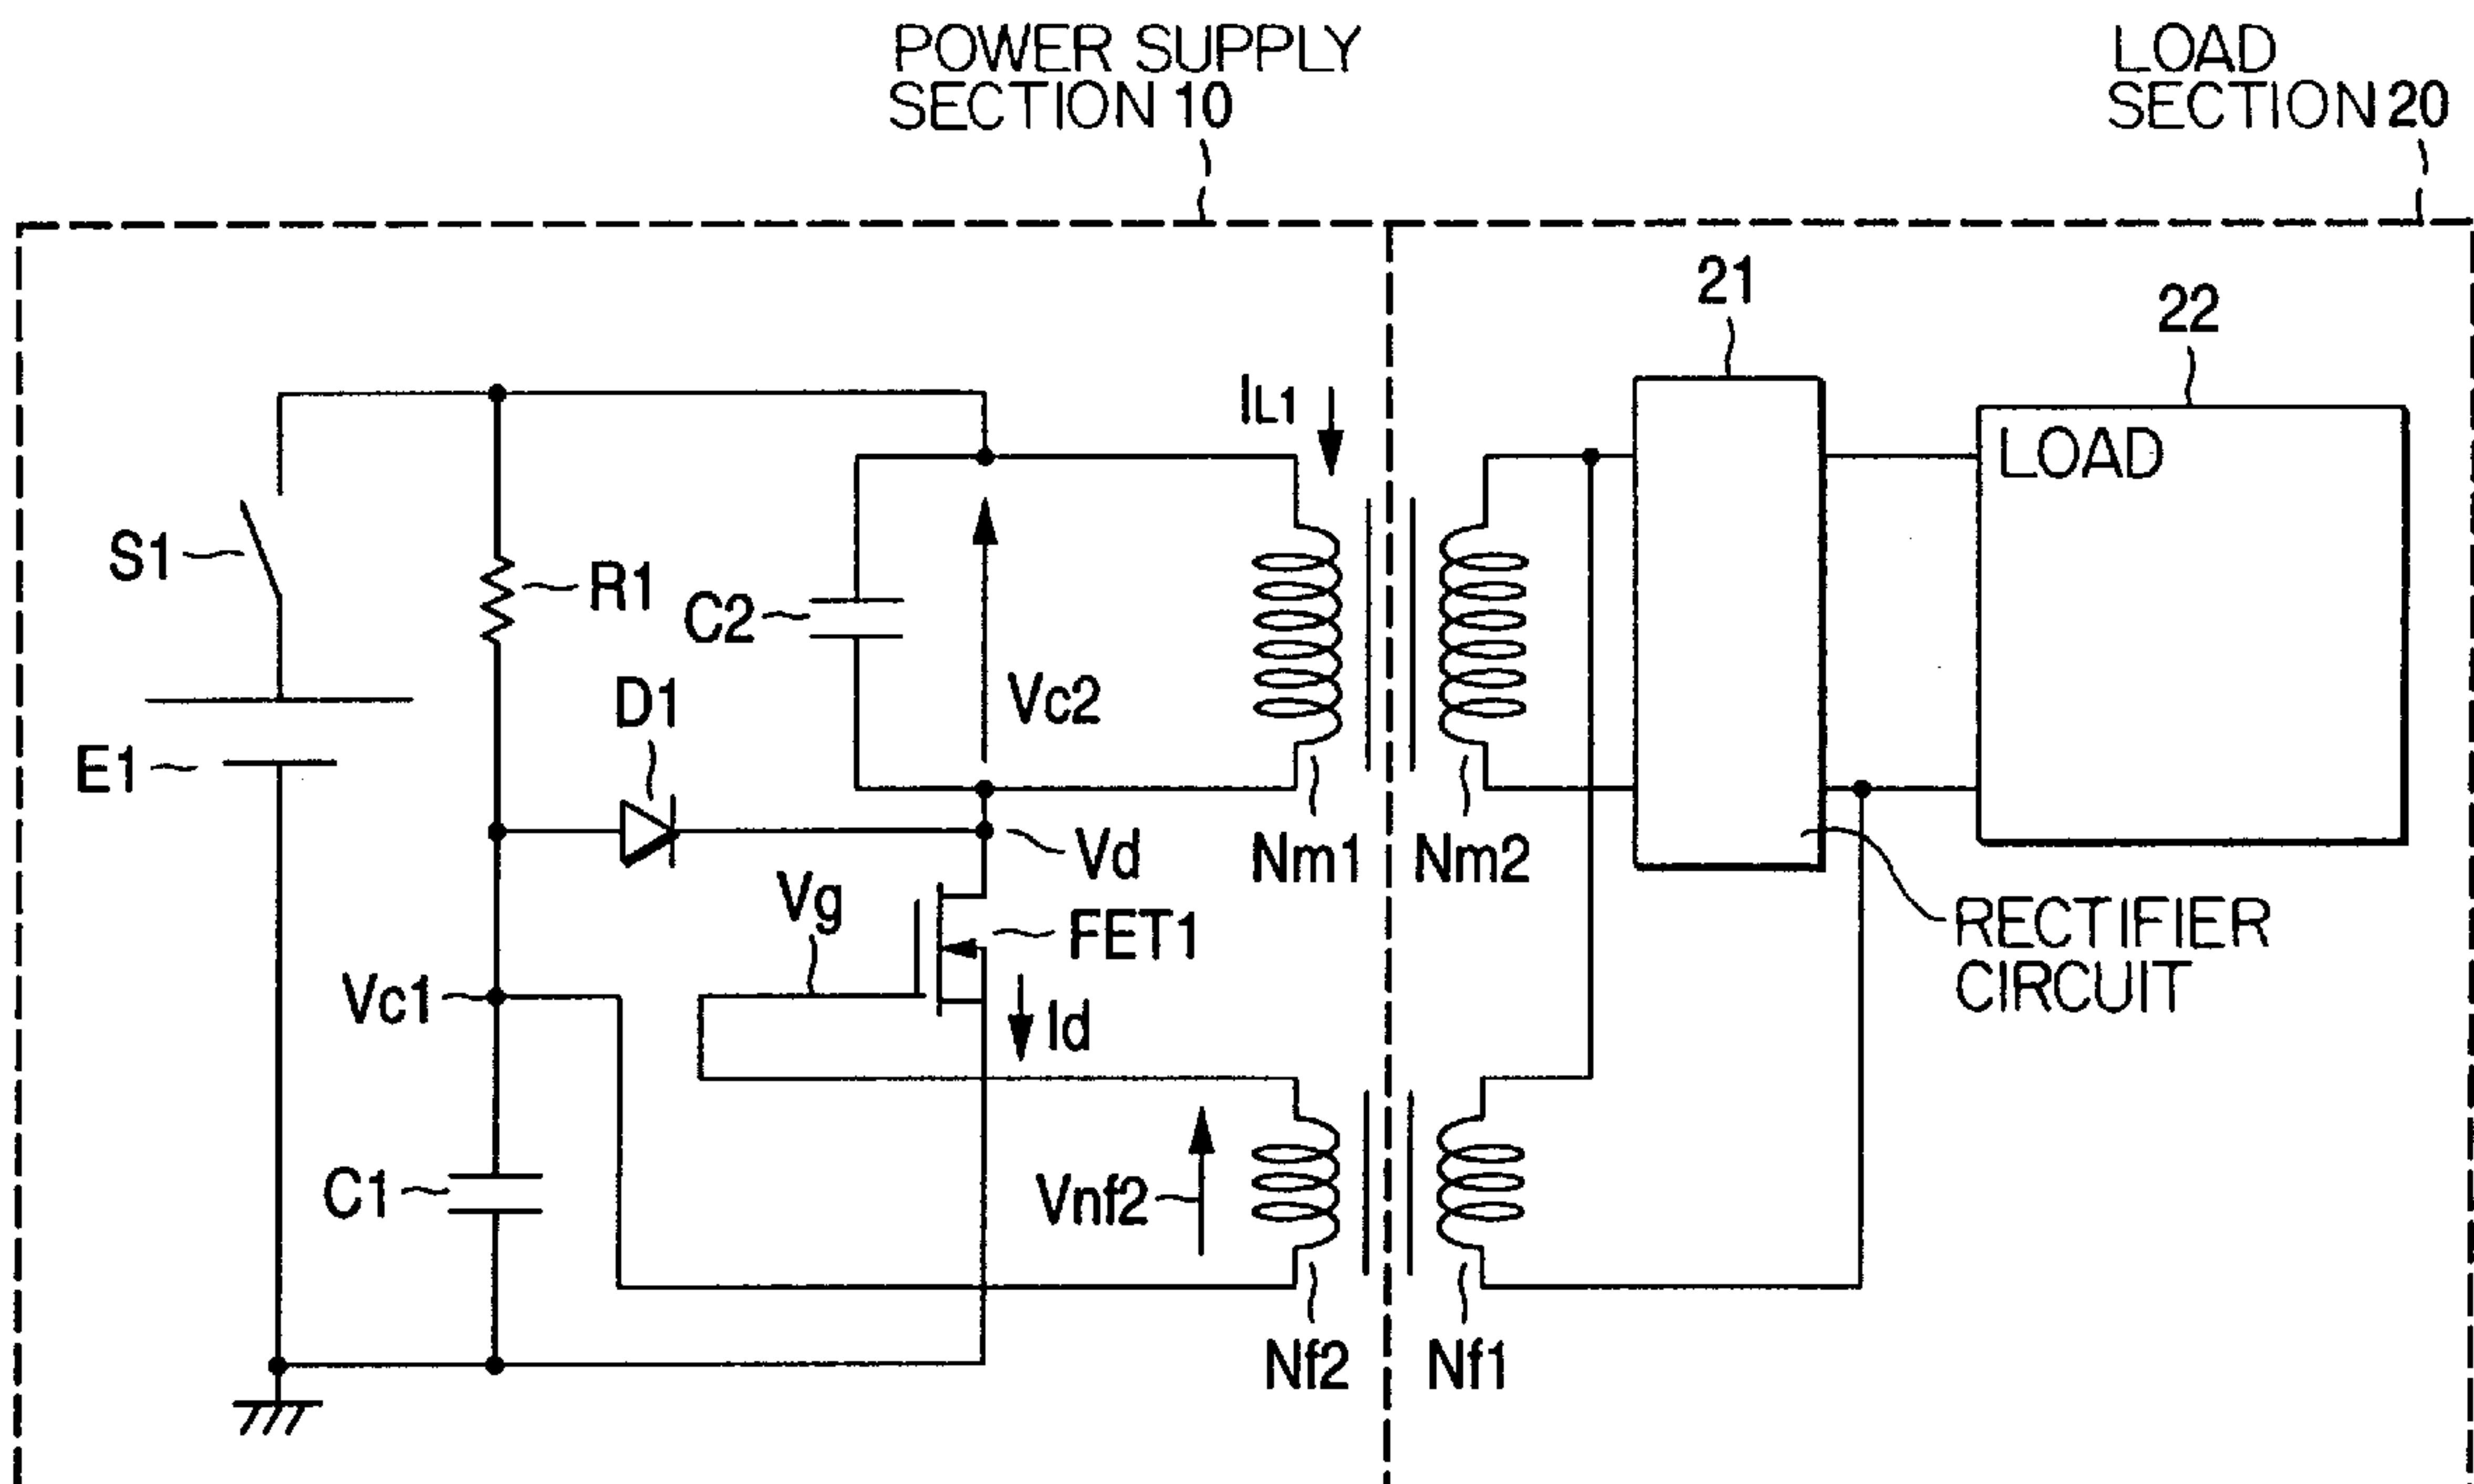 POWER SUPPLY
SECTION 10
LOAD
SECTION 20
21
22
IL1
LOAD
S1
R1
C2
D1
Vc2
E1
Vd
Nm1
Nm2
Vg
FET1
RECTIFIER
CIRCUIT
Vc1
Id
C1
Vnf2
Nf2
Nf1